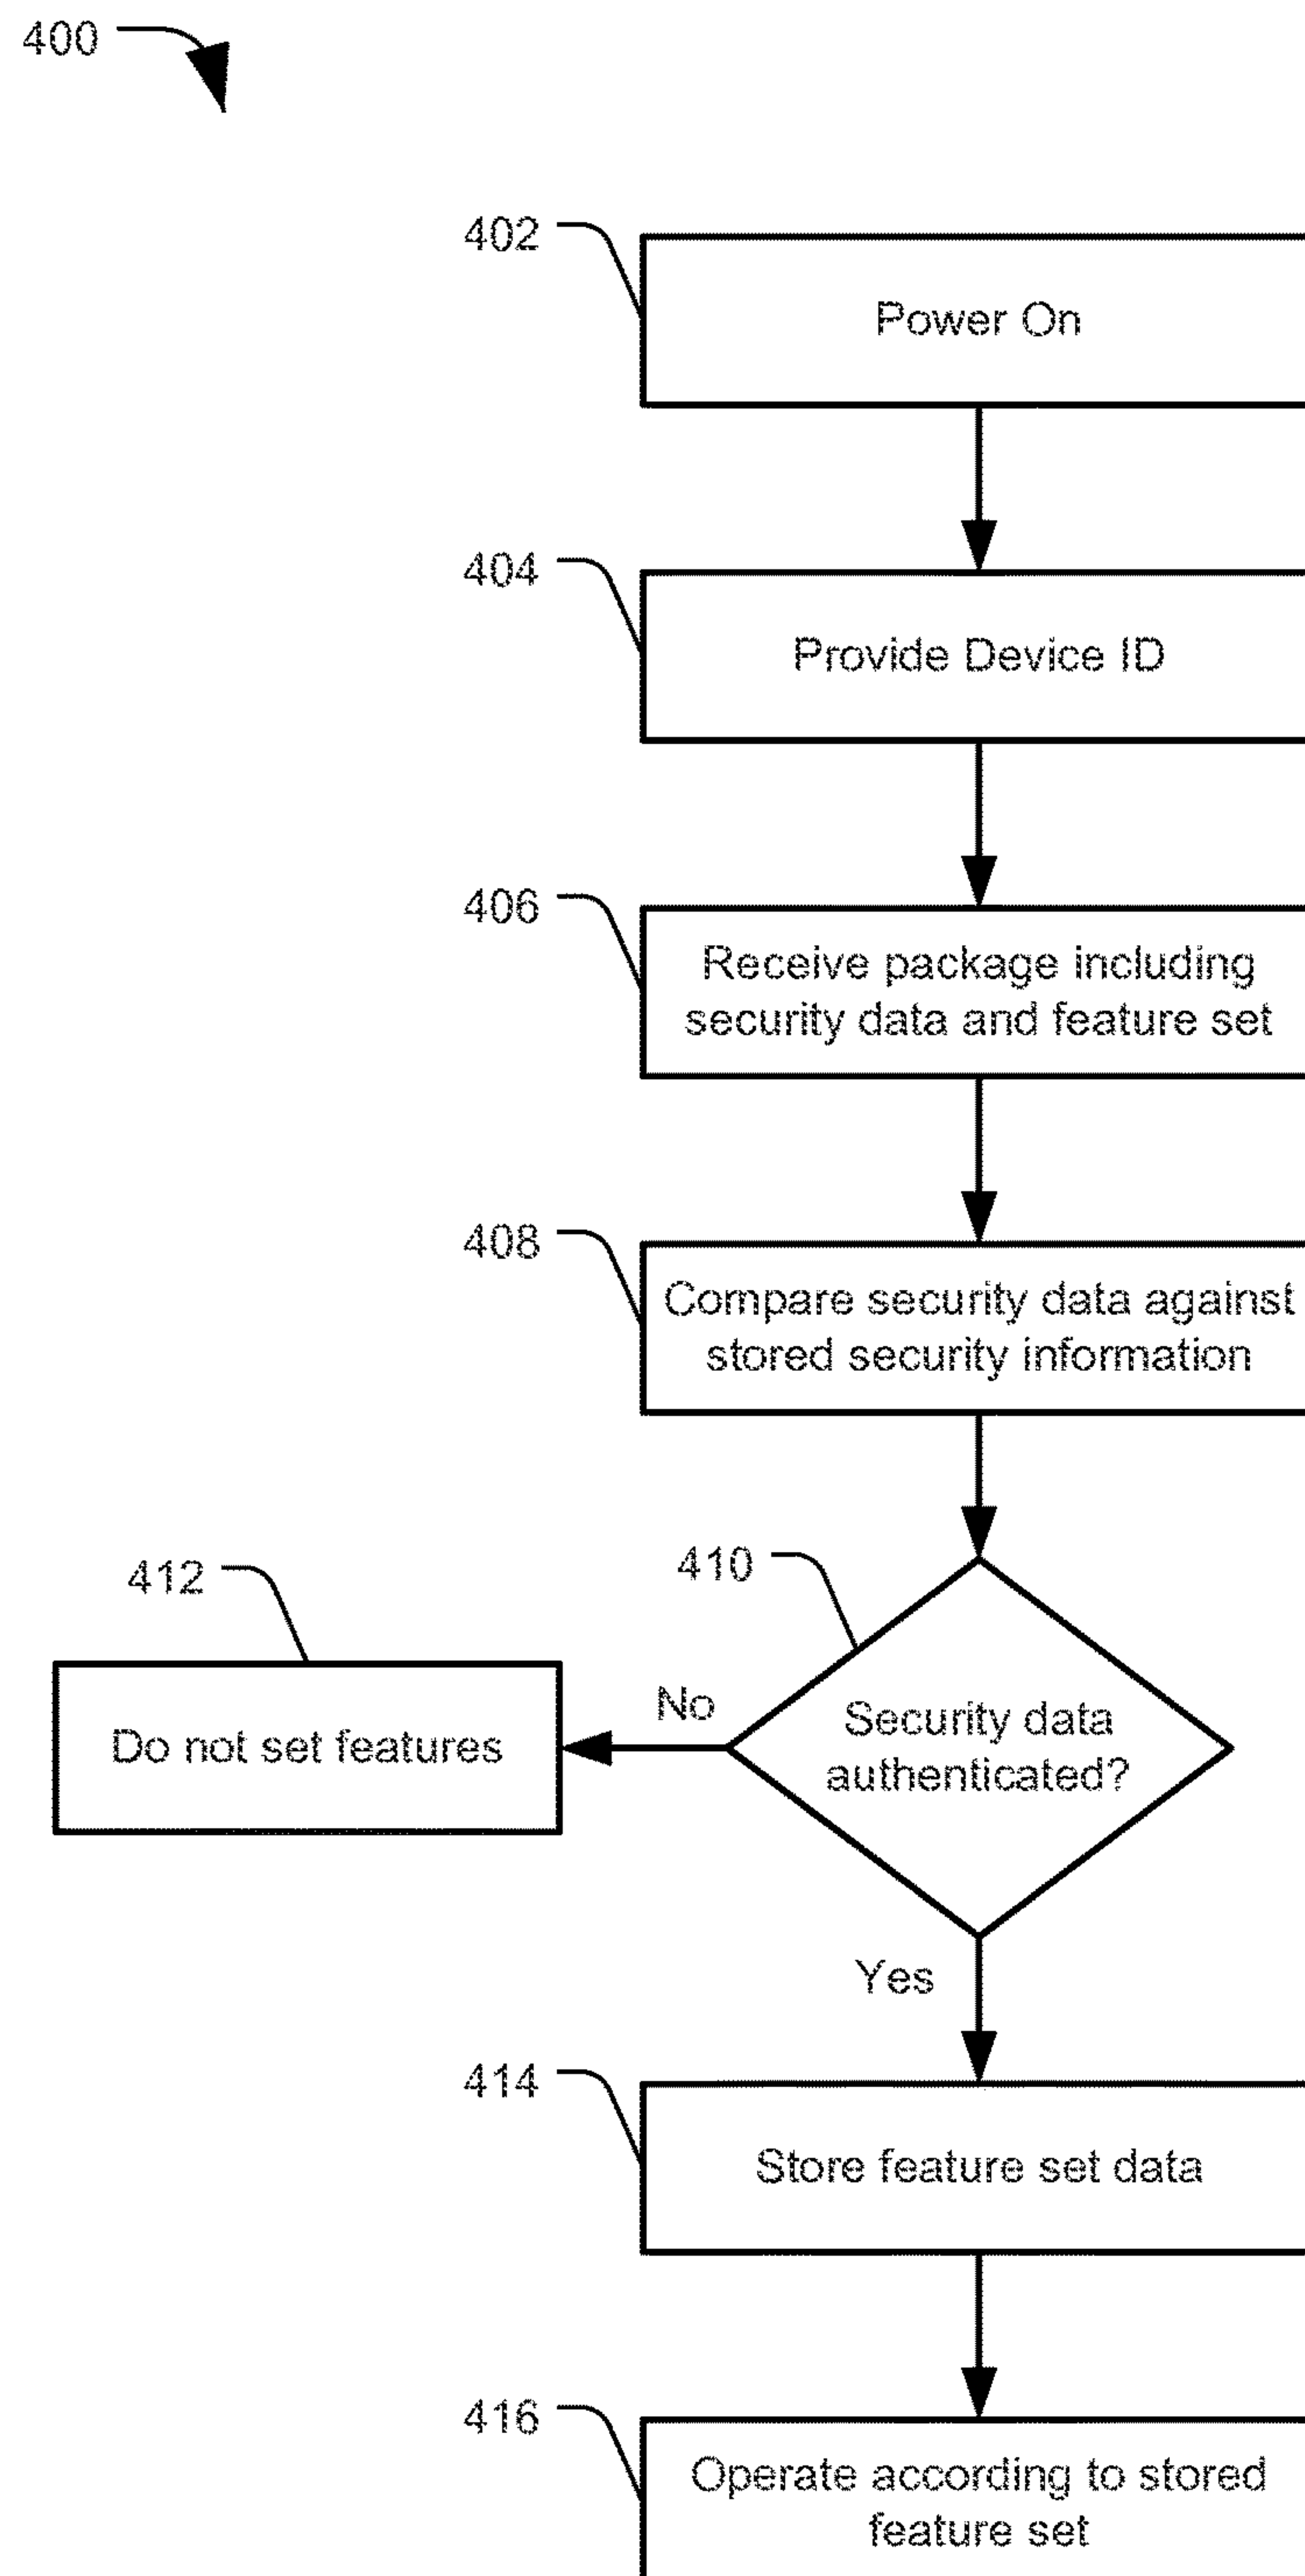 400
402
Power On
404
Provide Device ID
406
Receive package including
security data and feature set
408
Compare security data against
stored security information
410
Security data
authenticated?
No
412
Do not set features
Yes
414
Store feature set data
416
Operate according to stored
feature set